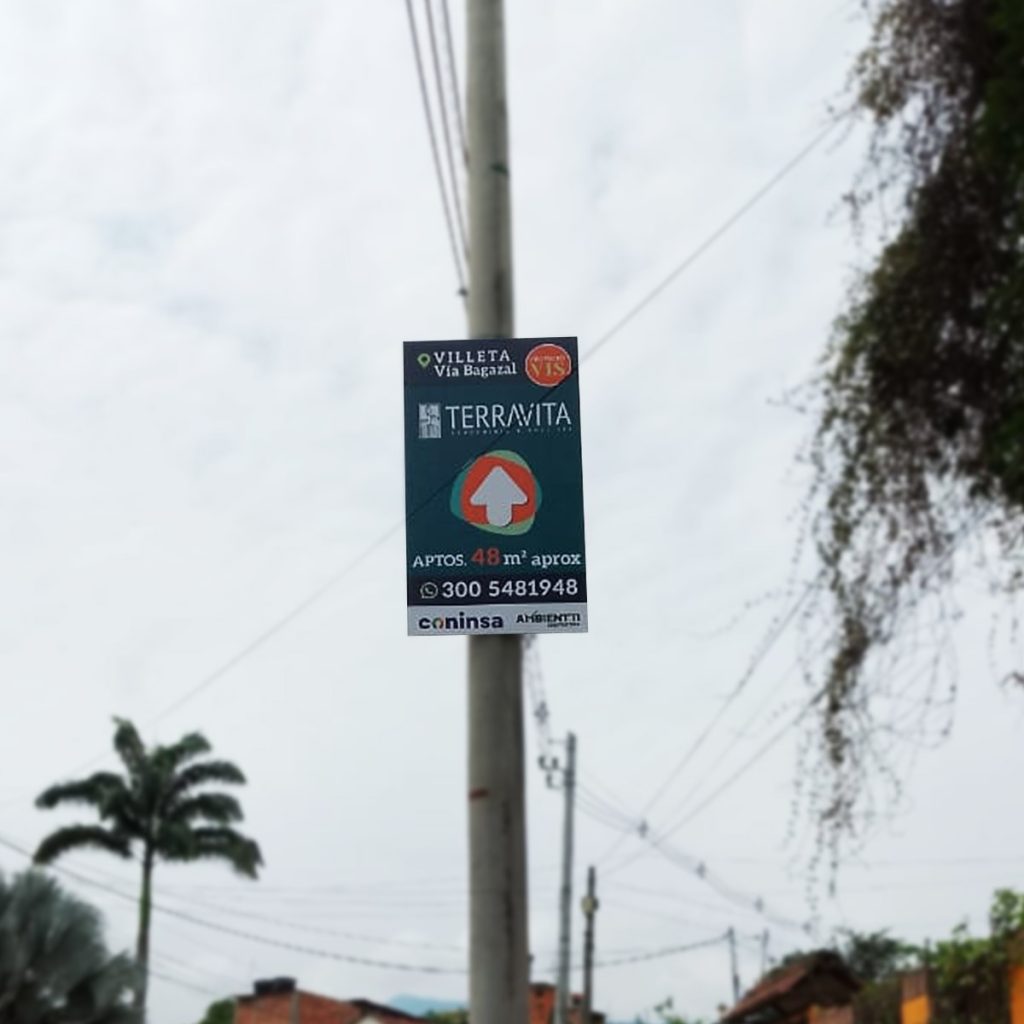 VILLETA
Vía Bagazal
VIS
TERRAVITA
APTOS. 48 m² aprox
300 5481948
coninsa
AMBIENTTI